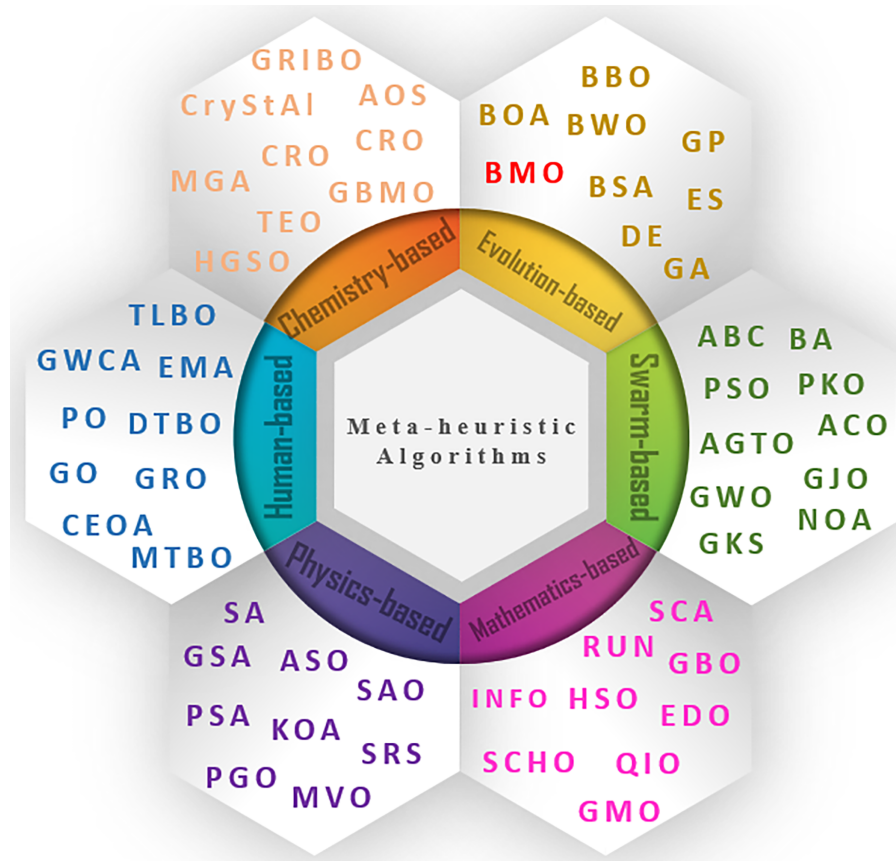 GRIBO
CryStAl
AOS
CRO
CRO
MGA
GBMO
TEO
HGSO
Chemistry-based
BBO
BOA
BWO
GP
BMO
BSA
ES
DE
GA
Evolution-based
TLBO
GWCA
EMA
PO
DTBO
GO
GRO
CEOA
MTBO
Human-based
Meta-heuristic
Algorithms
Swarm-based
ABC
BA
PSO
PKO
ACO
AGTO
GJO
GWO
NOA
GKS
Physics-based
SA
GSA
ASO
SAO
PSA
KOA
SRS
PGO
MVO
Mathematics-based
SCA
RUN
GBO
INFO
HSO
EDO
SCHO
QIO
GMO